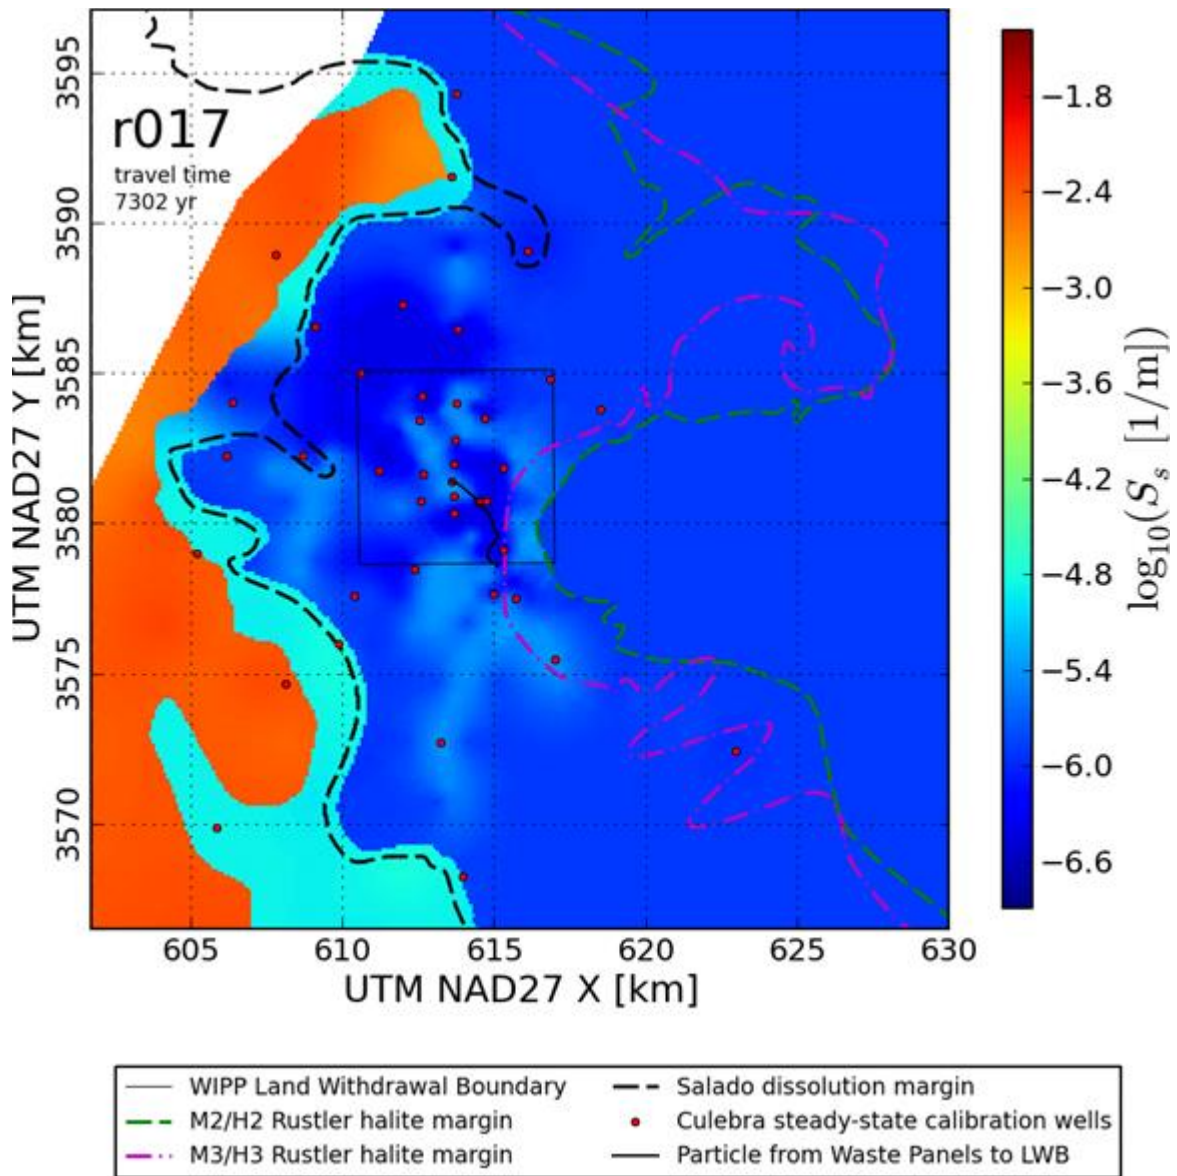 r017
travel time
7302 yr
3595
3590
3585
3580
3575
3570
UTM NAD27 Y [km]
605 610 615 620 625 630
UTM NAD27 X [km]
−1.8
−2.4
−3.0
−3.6
−4.2
−4.8
−5.4
−6.0
−6.6
log₁₀(Sₛ [1/m])
WIPP Land Withdrawal Boundary
M2/H2 Rustler halite margin
M3/H3 Rustler halite margin
Salado dissolution margin
Culebra steady-state calibration wells
Particle from Waste Panels to LWB